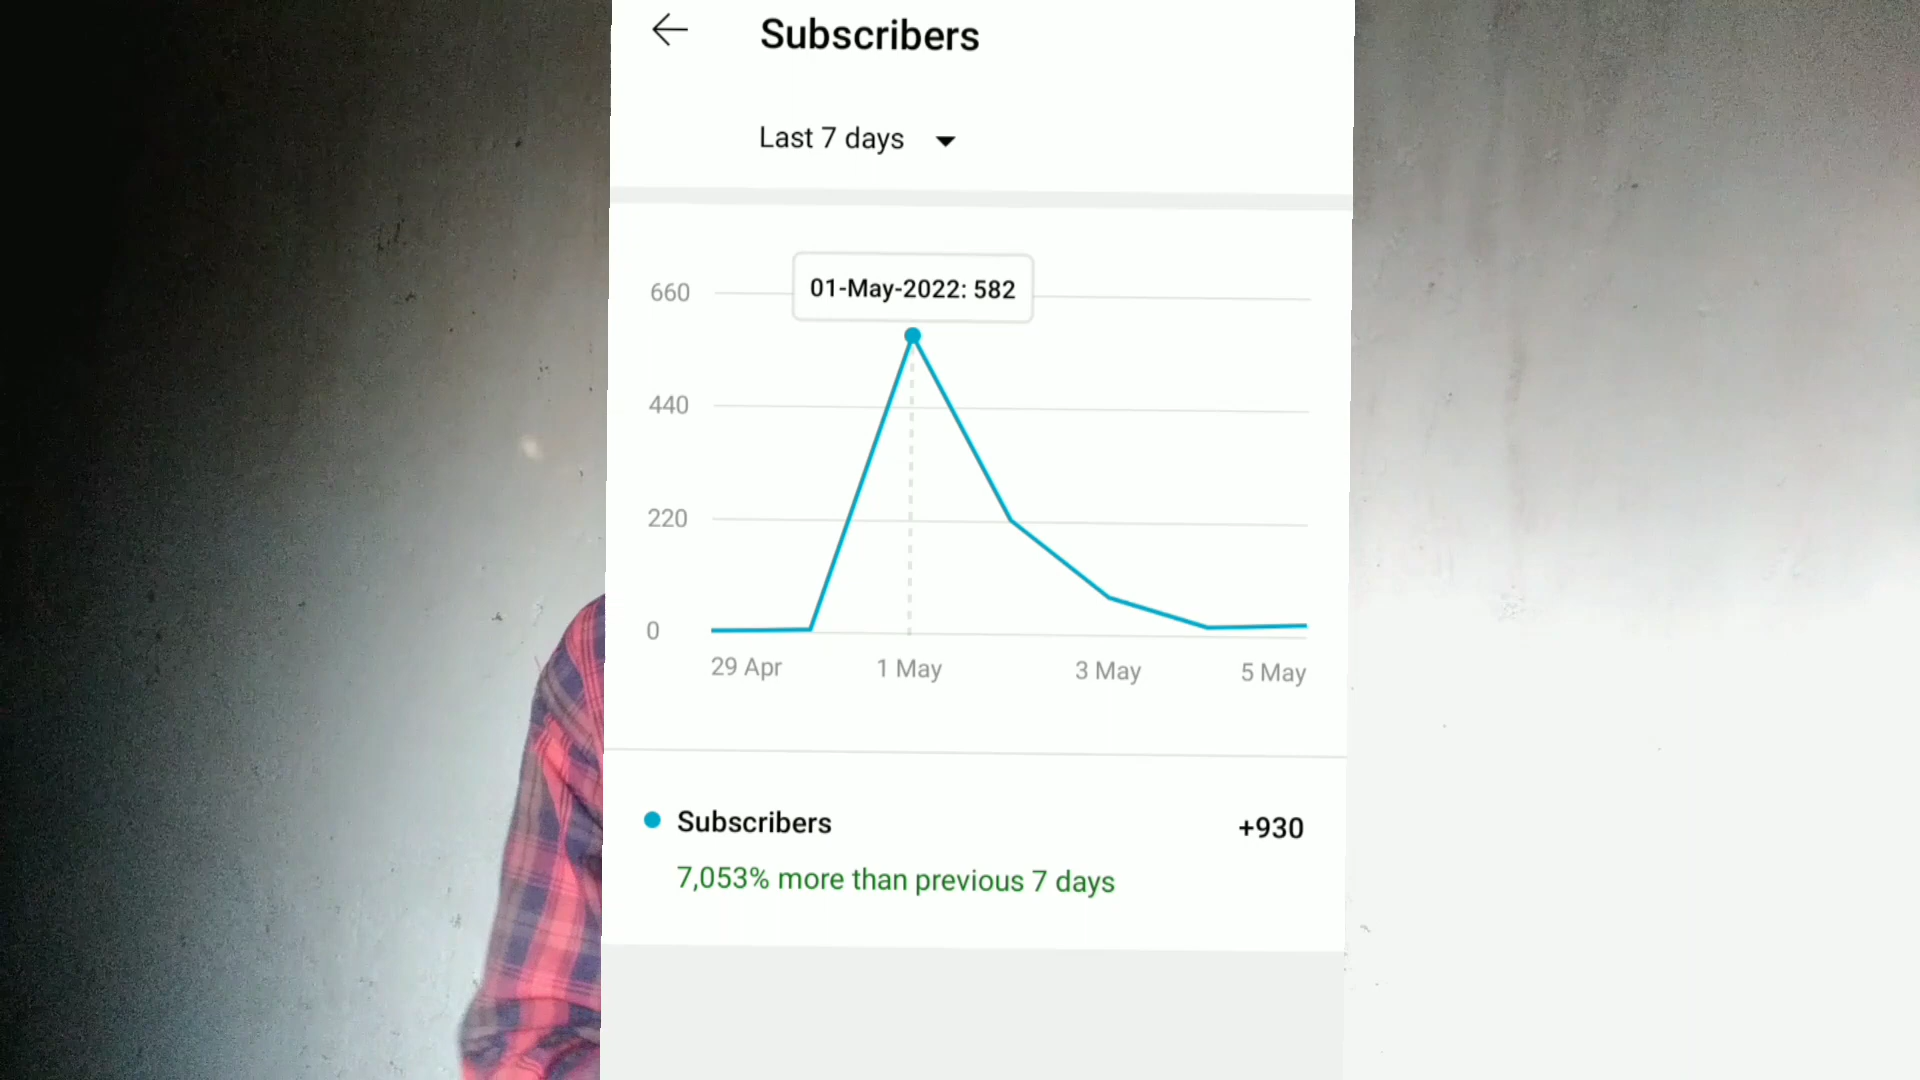 Subscribers
Last 7 days
01-May-2022: 582
660
440
220
0
29 Apr 1 May 3 May 5 May
Subscribers +930
7,053% more than previous 7 days